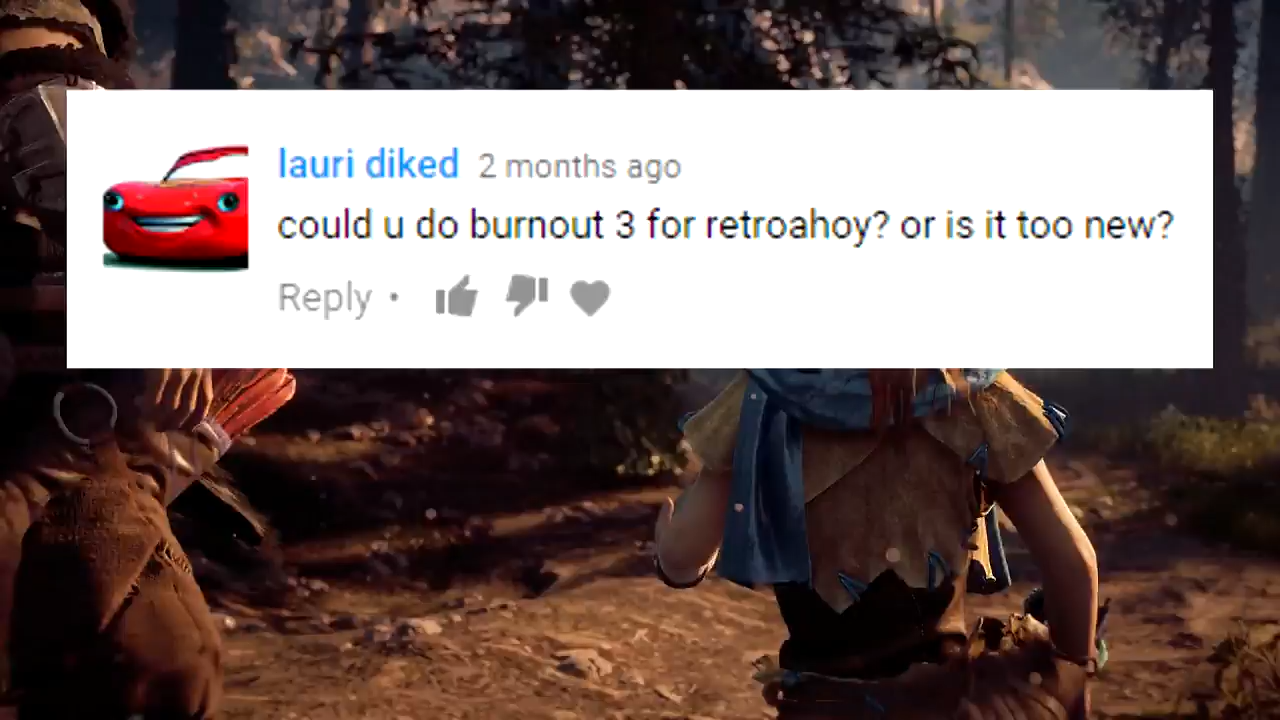 lauri diked 2 months ago
could u do burnout 3 for retroahoy? or is it too new?
Reply •